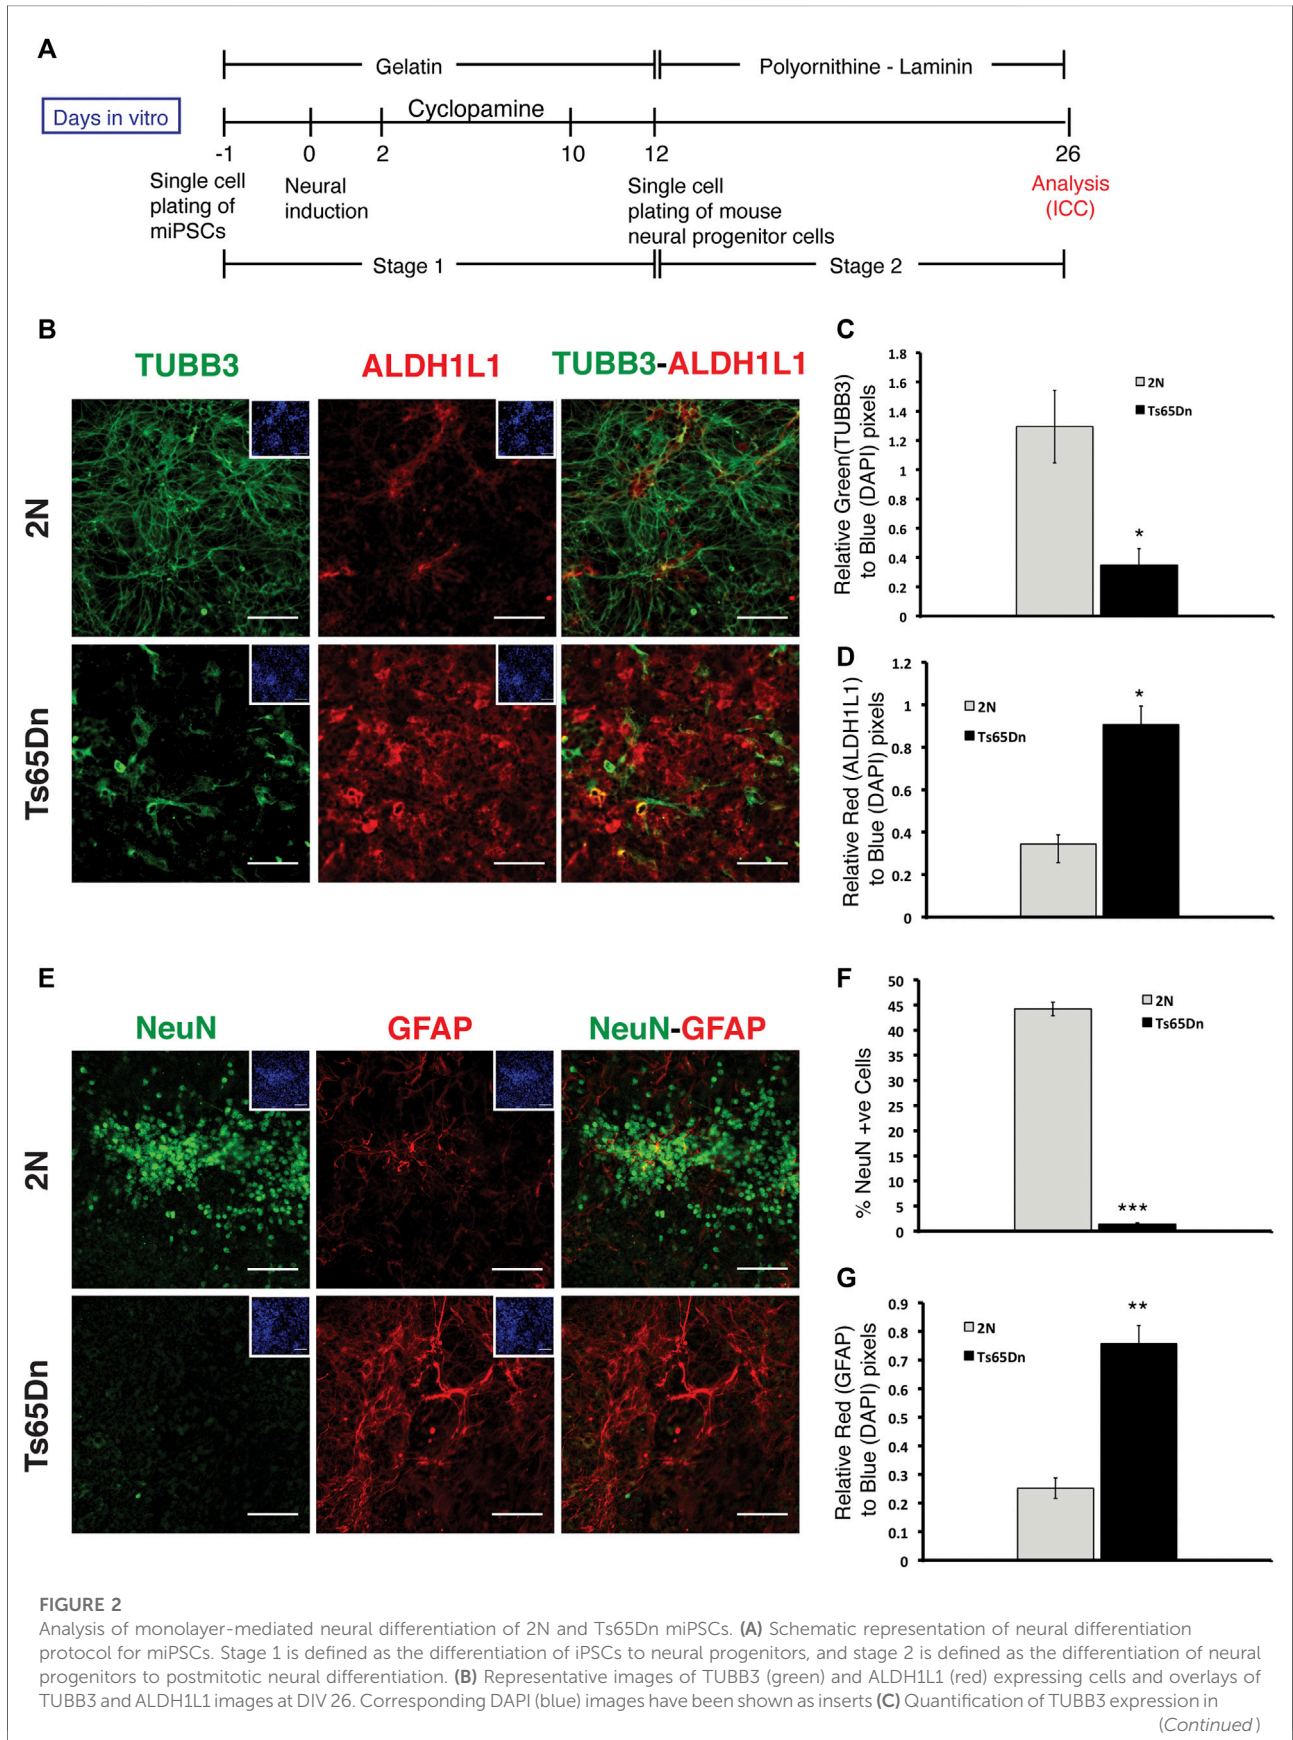 A
Gelatin
Polyornithine - Laminin
Days in vitro
Cyclopamine
-1
0
2
10
12
26
Single cell
plating of
miPSCs
Neural
induction
Single cell
plating of mouse
neural progenitor cells
Analysis
(ICC)
Stage 1
Stage 2
B
TUBB3
ALDH1L1
TUBB3-ALDH1L1
2N
Ts65Dn
C
Relative Green(TUBB3)
to Blue (DAPI) pixels
1.8
1.6
1.4
1.2
1
0.8
0.6
0.4
0.2
0
2N
Ts65Dn
*
D
Relative Red (ALDH1L1)
to Blue (DAPI) pixels
1.2
1
0.8
0.6
0.4
0.2
0
2N
Ts65Dn
*
E
NeuN
GFAP
NeuN-GFAP
2N
Ts65Dn
F
% NeuN +ve Cells
50
45
40
35
30
25
20
15
10
5
0
2N
Ts65Dn
***
G
Relative Red (GFAP)
to Blue (DAPI) pixels
0.9
0.8
0.7
0.6
0.5
0.4
0.3
0.2
0.1
0
2N
Ts65Dn
**
FIGURE 2
Analysis of monolayer-mediated neural differentiation of 2N and Ts65Dn miPSCs. (A) Schematic representation of neural differentiation
protocol for miPSCs. Stage 1 is defined as the differentiation of iPSCs to neural progenitors, and stage 2 is defined as the differentiation of neural
progenitors to postmitotic neural differentiation. (B) Representative images of TUBB3 (green) and ALDH1L1 (red) expressing cells and overlays of
TUBB3 and ALDH1L1 images at DIV 26. Corresponding DAPI (blue) images have been shown as inserts (C) Quantification of TUBB3 expression in
(Continued)